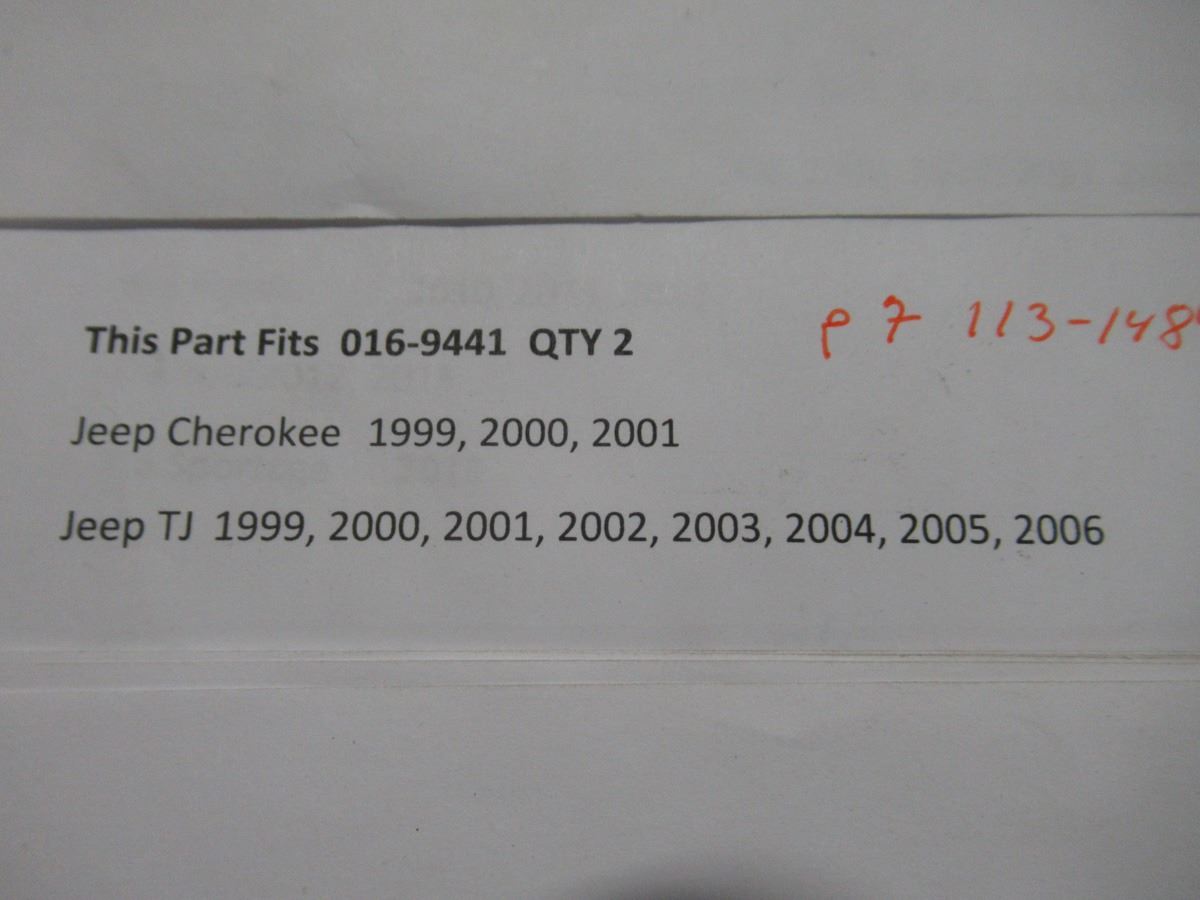 This Part Fits 016-9441 QTY 2
p 7 113-148
Jeep Cherokee 1999, 2000, 2001
Jeep TJ 1999, 2000, 2001, 2002, 2003, 2004, 2005, 2006